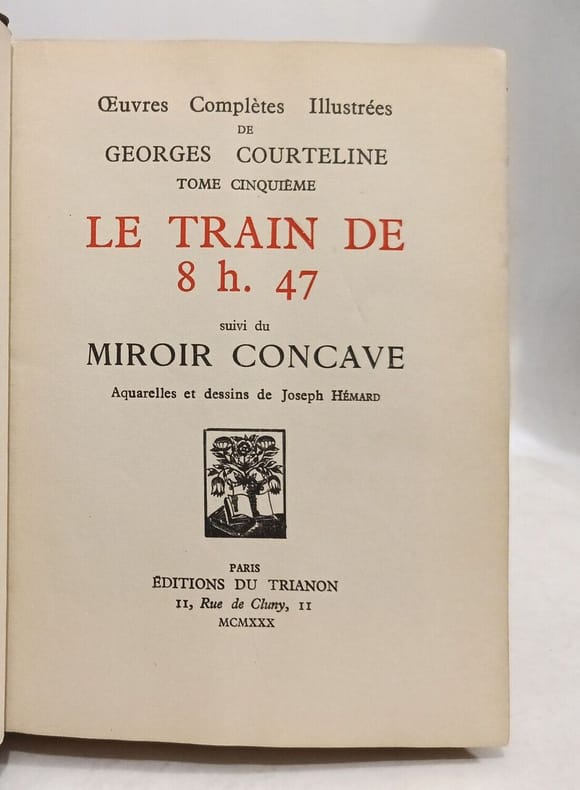 Œuvres Complètes Illustrées
DE
GEORGES COURTELINE
TOME CINQUIÈME
LE TRAIN DE
8 h. 47
suivi du
MIROIR CONCAVE
Aquarelles et dessins de Joseph HÉMARD
PARIS
ÉDITIONS DU TRIANON
11, Rue de Cluny, 11
MCMXXX